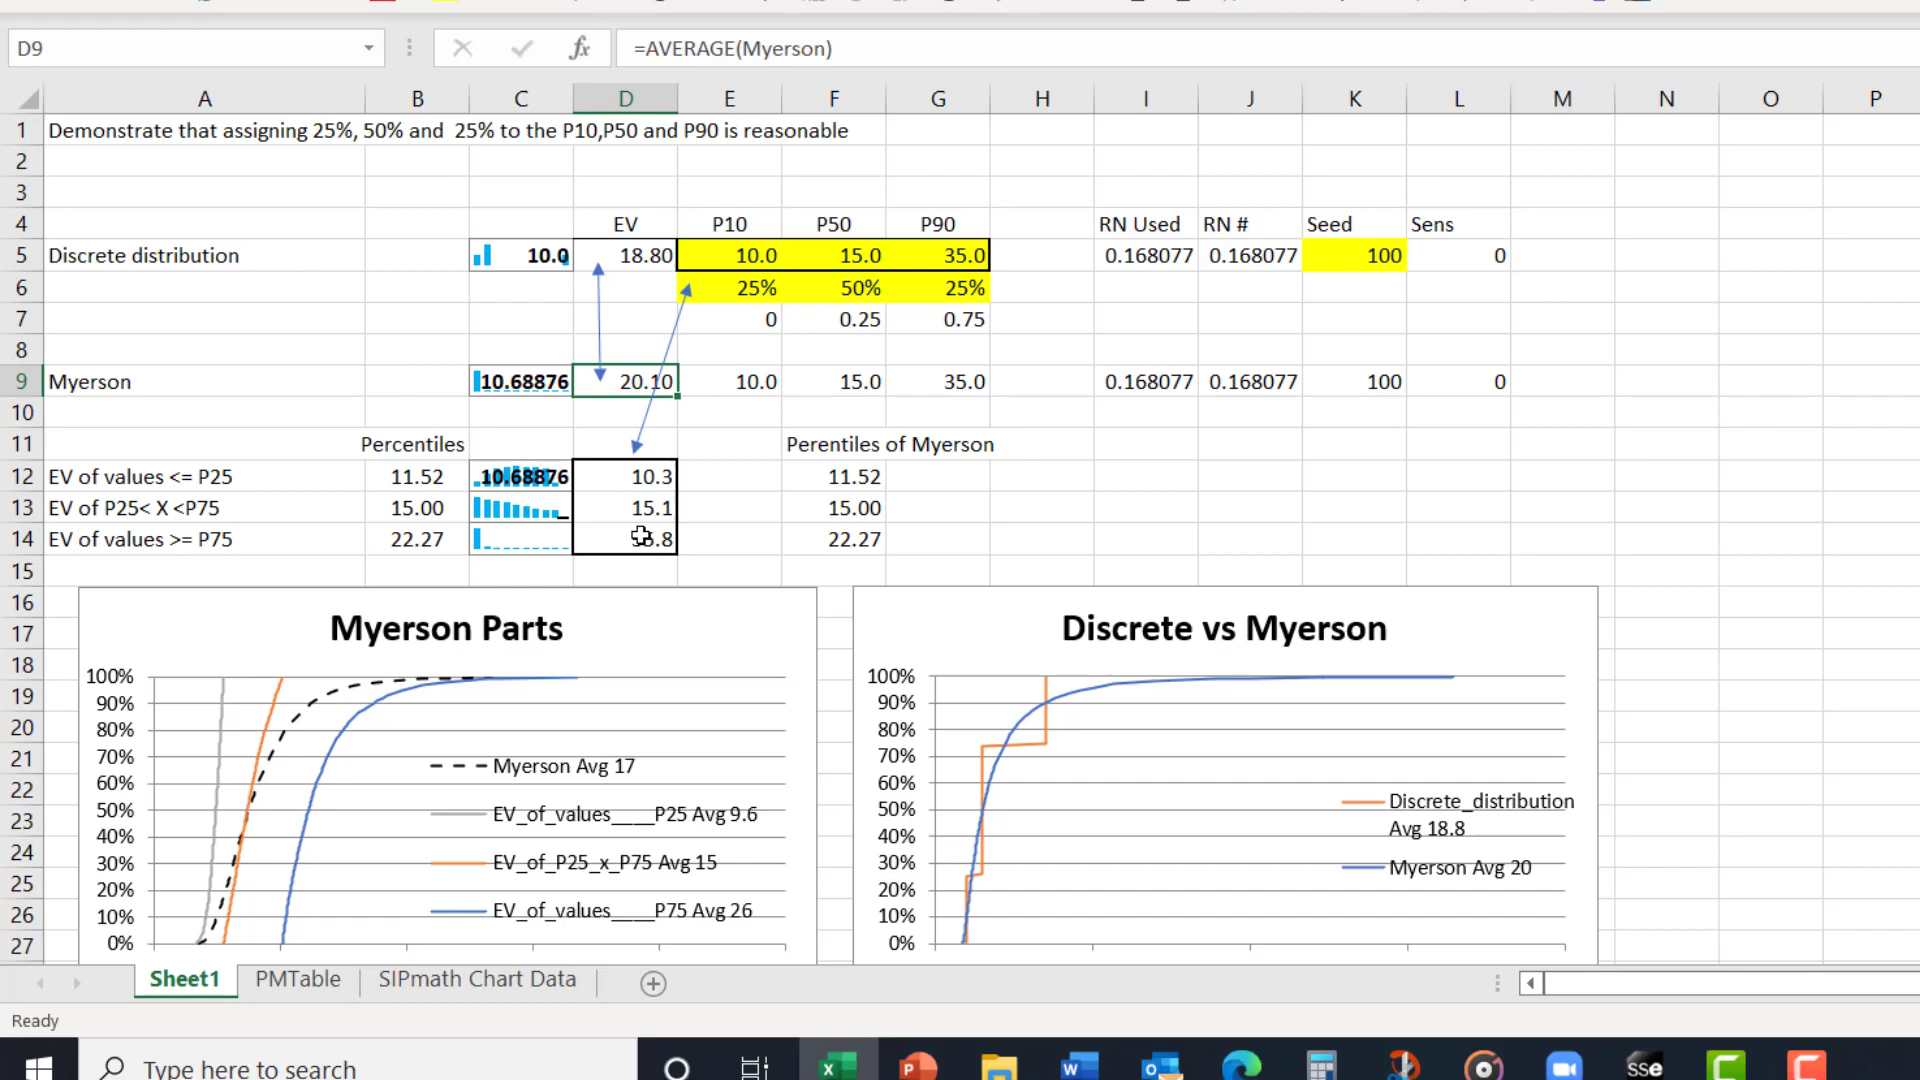 D9 fx =AVERAGE(Myerson)
A B C D E F G H I J K L M N O P
1 Demonstrate that assigning 25%, 50% and 25% to the P10,P50 and P90 is reasonable
2
3
4 EV P10 P50 P90 RN Used RN # Seed Sens
5 Discrete distribution 10.0 18.80 10.0 15.0 35.0 0.168077 0.168077 100 0
6 25% 50% 25%
7 0 0.25 0.75
8
9 Myerson 10.68876 20.10 10.0 15.0 35.0 0.168077 0.168077 100 0
10
11 Percentiles Perentiles of Myerson
12 EV of values <= P25 11.52 10.68876 10.3 11.52
13 EV of P25< X <P75 15.00 15.1 15.00
14 EV of values >= P75 22.27 .8 22.27
15
16
17
18
19
20
21
22
23
24
25
26
27
Myerson Parts
100%
90%
80%
70%
60%
50%
40%
30%
20%
10%
0%
Myerson Avg 17
EV_of_values____P25 Avg 9.6
EV_of_P25_x_P75 Avg 15
EV_of_values____P75 Avg 26
Discrete vs Myerson
100%
90%
80%
70%
60%
50%
40%
30%
20%
10%
0%
Discrete_distribution
Avg 18.8
Myerson Avg 20
Sheet1 PMTable SIPmath Chart Data
Ready
Type here to search
SSe